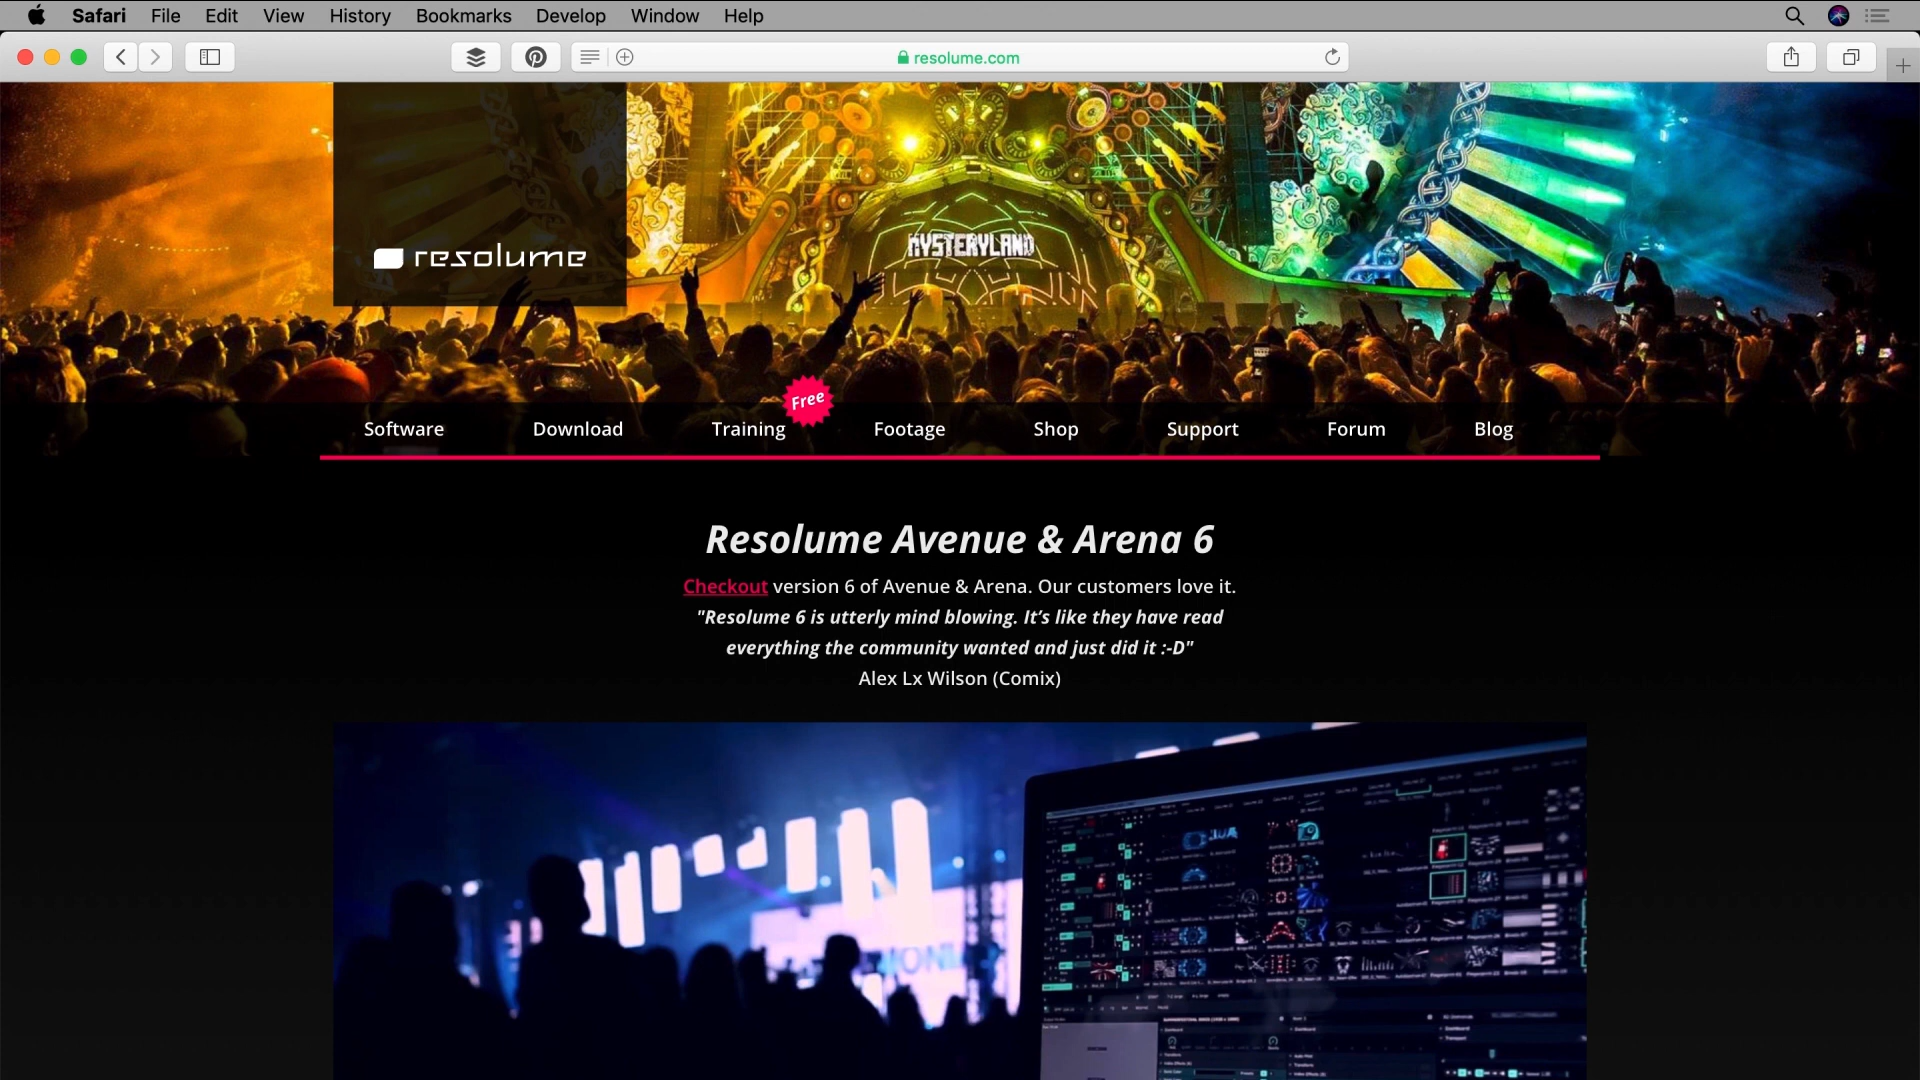 Safari File Edit View History Bookmarks Develop Window Help
resolume.com
MYSTERYLAND
resolume
Free
Software Download Training Footage Shop Support Forum Blog
Resolume Avenue & Arena 6
Checkout version 6 of Avenue & Arena. Our customers love it.
"Resolume 6 is utterly mind blowing. It’s like they have read
everything the community wanted and just did it :-D"
Alex Lx Wilson (Comix)